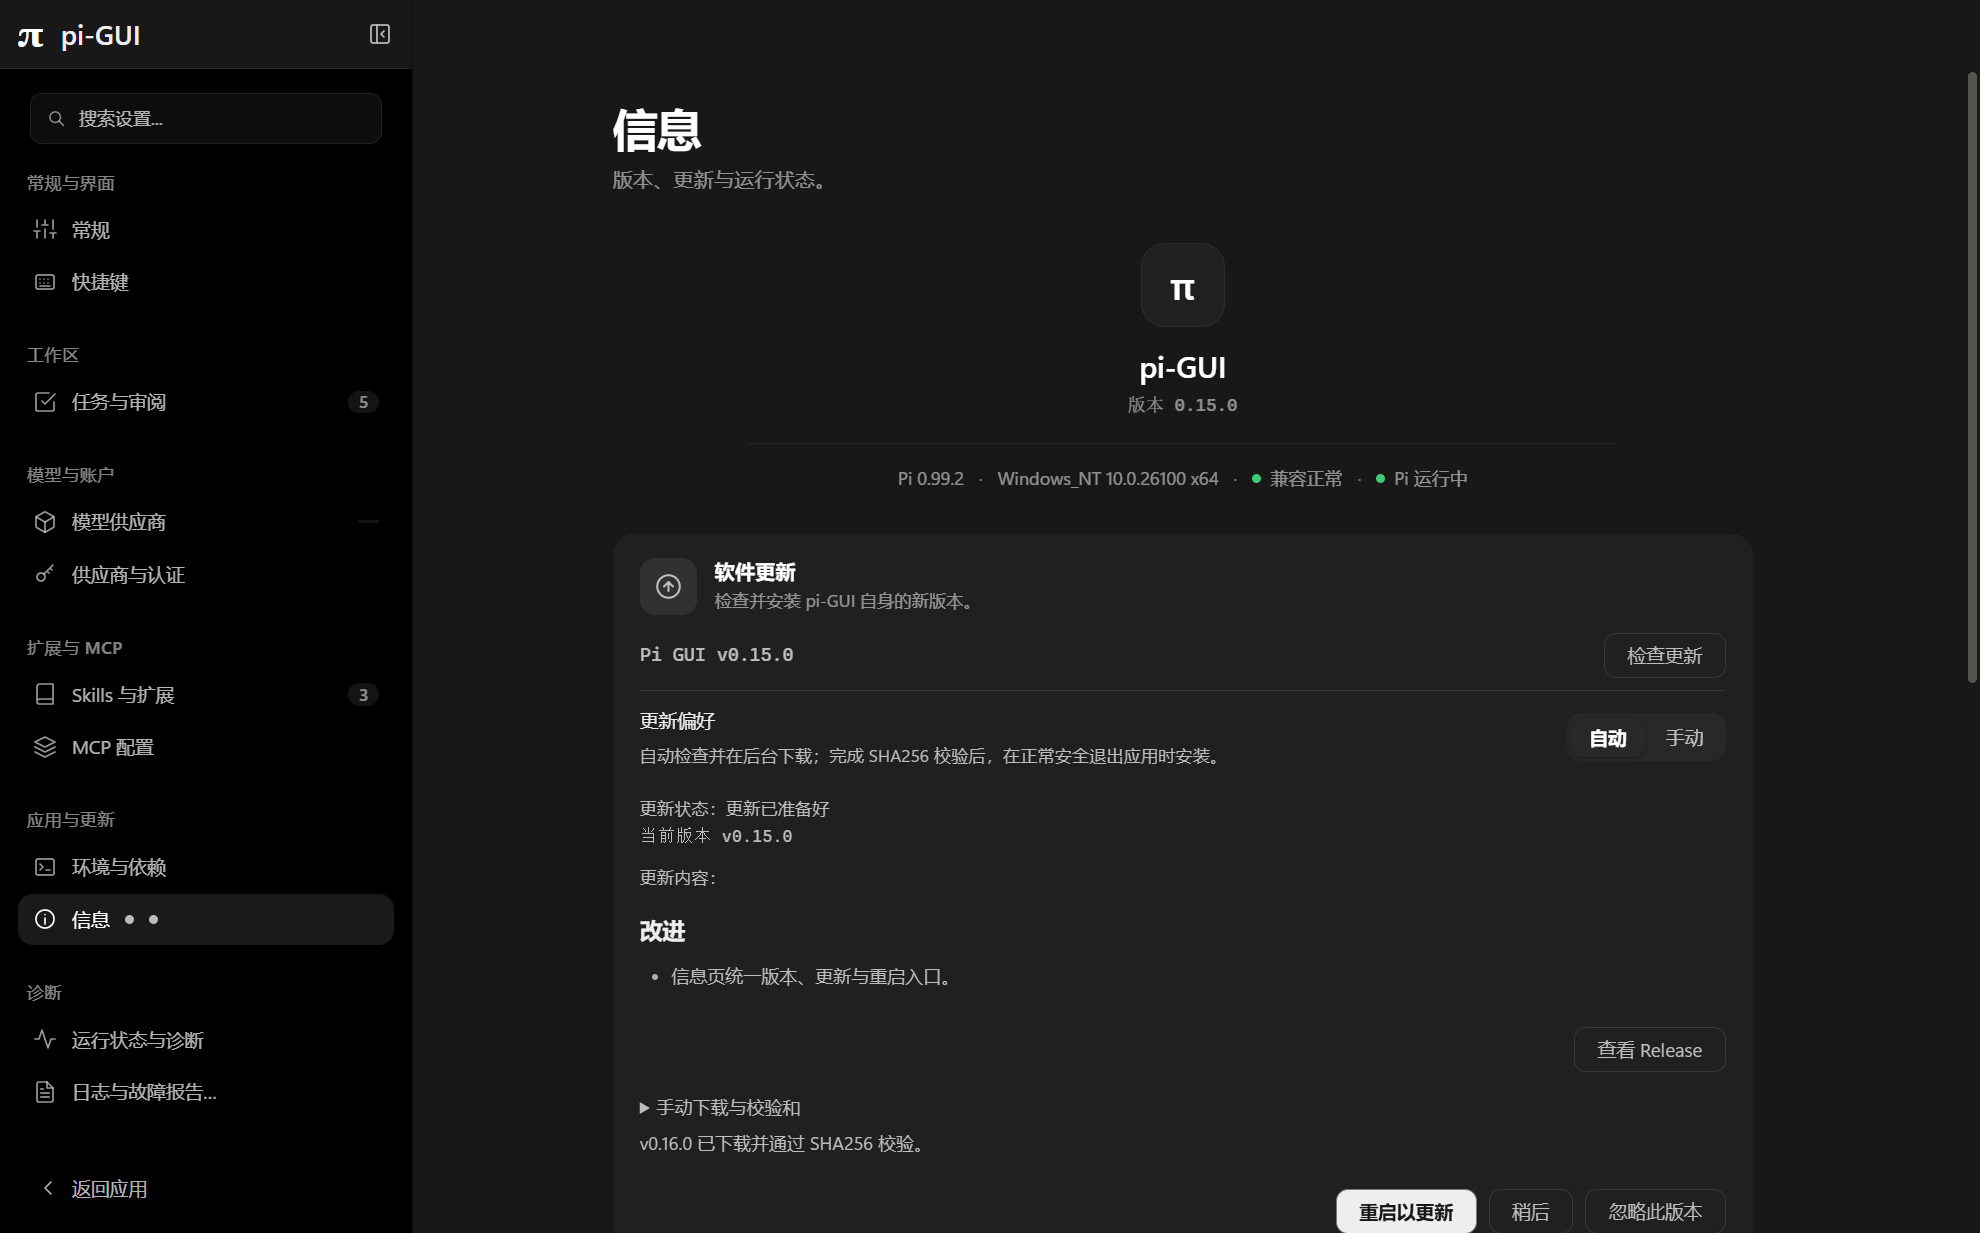 π pi-GUI
搜索设置...
常规与界面
常规
快捷键
工作区
任务与审阅 5
模型与账户
模型供应商
供应商与认证
扩展与 MCP
Skills 与扩展 3
MCP 配置
应用与更新
环境与依赖
信息
诊断
运行状态与诊断
日志与故障报告...
返回应用
信息
版本、更新与运行状态。
π
pi-GUI
版本 0.15.0
Pi 0.99.2 · Windows_NT 10.0.26100 x64 · ● 兼容正常 · ● Pi 运行中
软件更新
检查并安装 pi-GUI 自身的新版本。
Pi GUI v0.15.0
检查更新
更新偏好
自动检查并在后台下载；完成 SHA256 校验后，在正常安全退出应用时安装。
自动 手动
更新状态：更新已准备好
当前版本 v0.15.0
更新内容：
改进
• 信息页统一版本、更新与重启入口。
查看 Release
▶ 手动下载与校验和
v0.16.0 已下载并通过 SHA256 校验。
重启以更新 稍后 忽略此版本